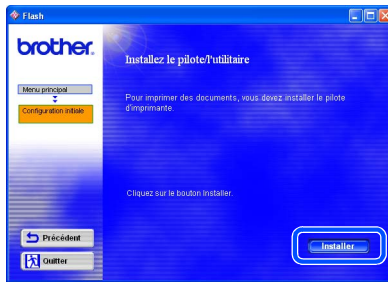 Flash
brother.
Installez le pilote/l'utilitaire
Menu principal
Configuration initiale
Pour imprimer des documents, vous devez installer le pilote
d'imprimante.
Cliquez sur le bouton Installer.
Précédent
Quitter
Installer